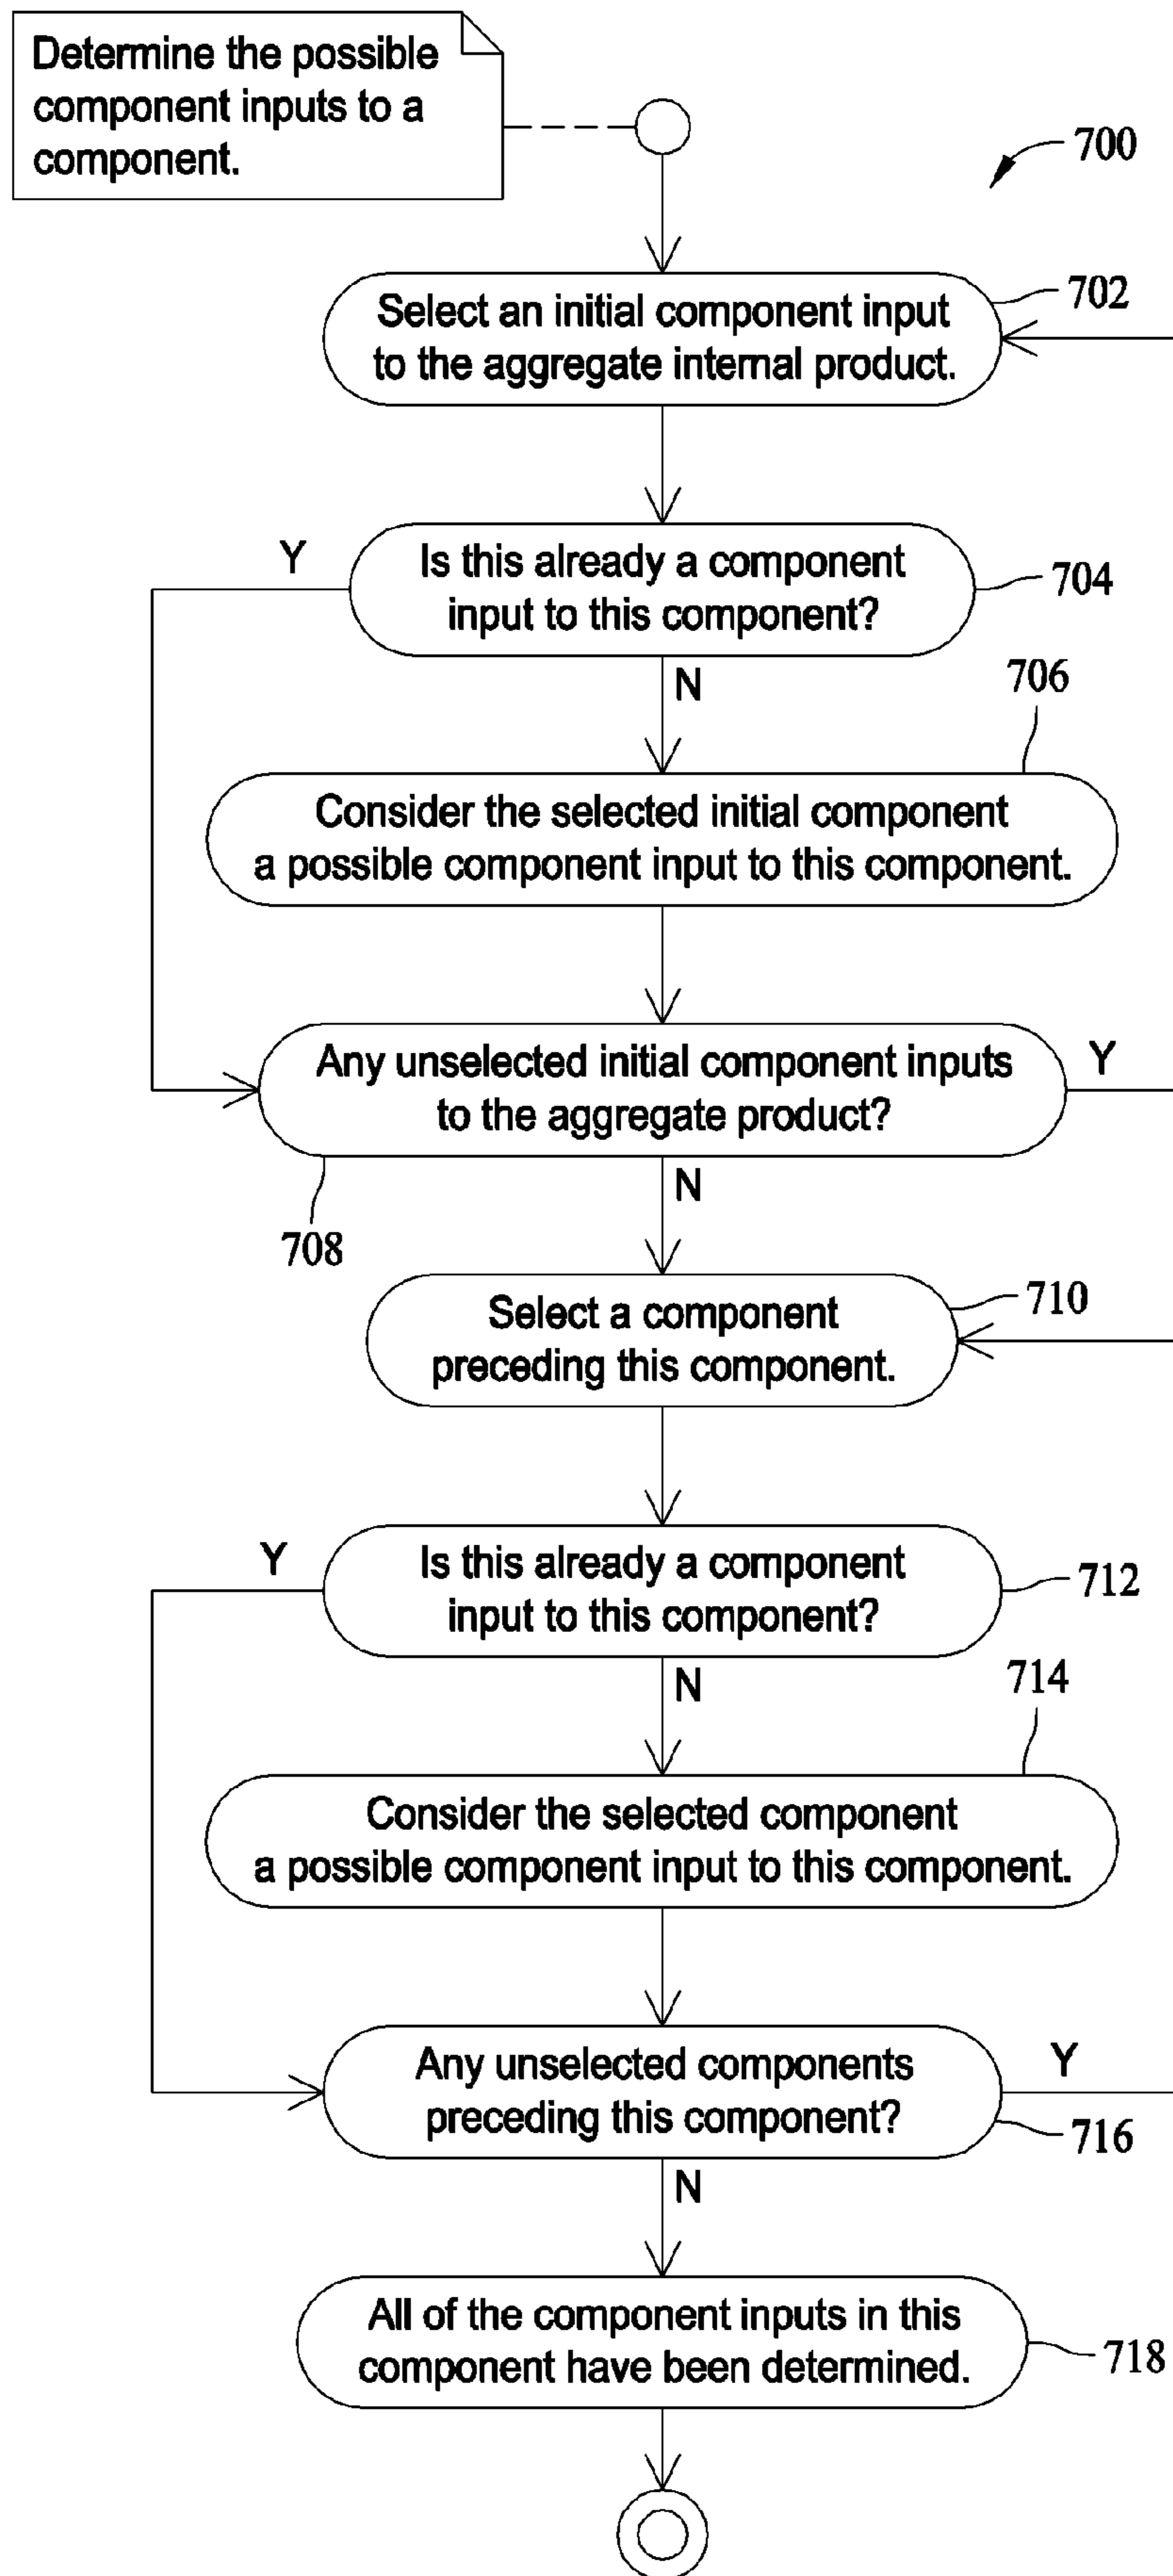 Determine the possible
component inputs to a
component.
700
Select an initial component input
to the aggregate internal product.
702
Y
Is this already a component
input to this component?
704
N
706
Consider the selected initial component
a possible component input to this component.
Any unselected initial component inputs
to the aggregate product?
Y
N
708
Select a component
preceding this component.
710
Y
Is this already a component
input to this component?
712
N
714
Consider the selected component
a possible component input to this component.
Any unselected components
preceding this component?
Y
716
N
All of the component inputs in this
component have been determined.
718